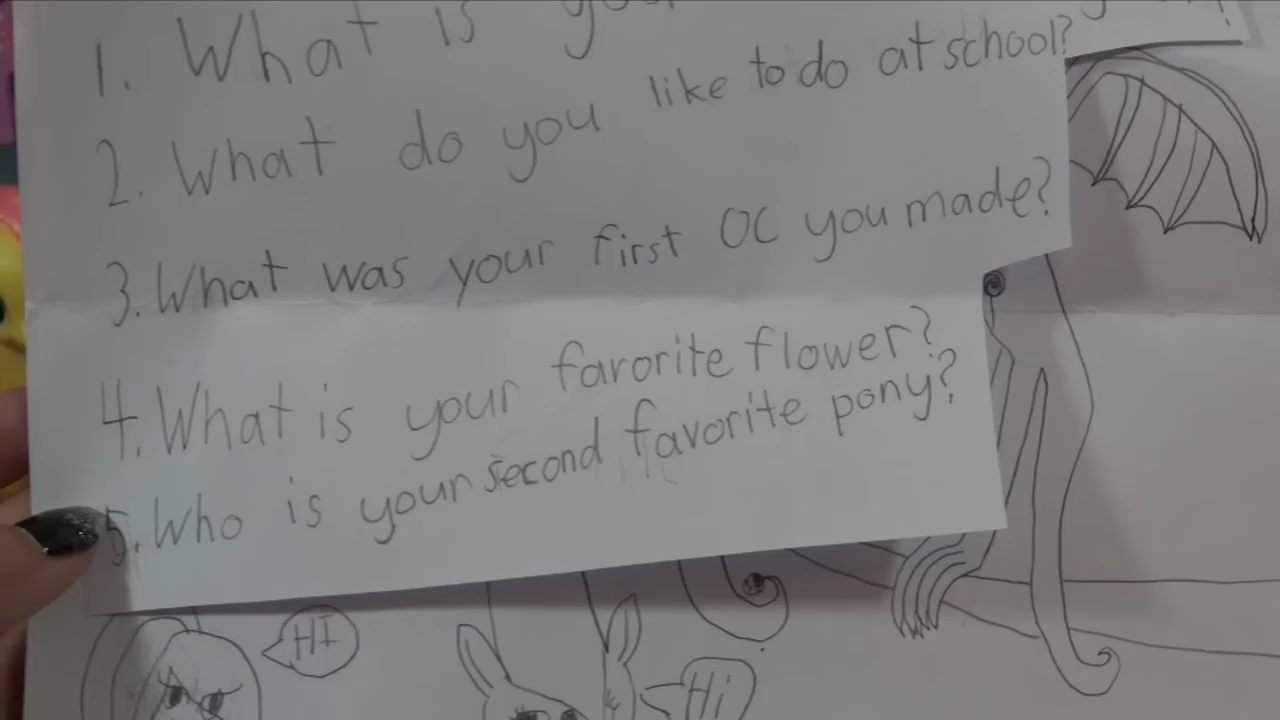 1. What is
2. What do you like to do at school?
3. What was your first OC you made?
4. What is your favorite flower?
5. Who is your second favorite pony?
HI
Hi